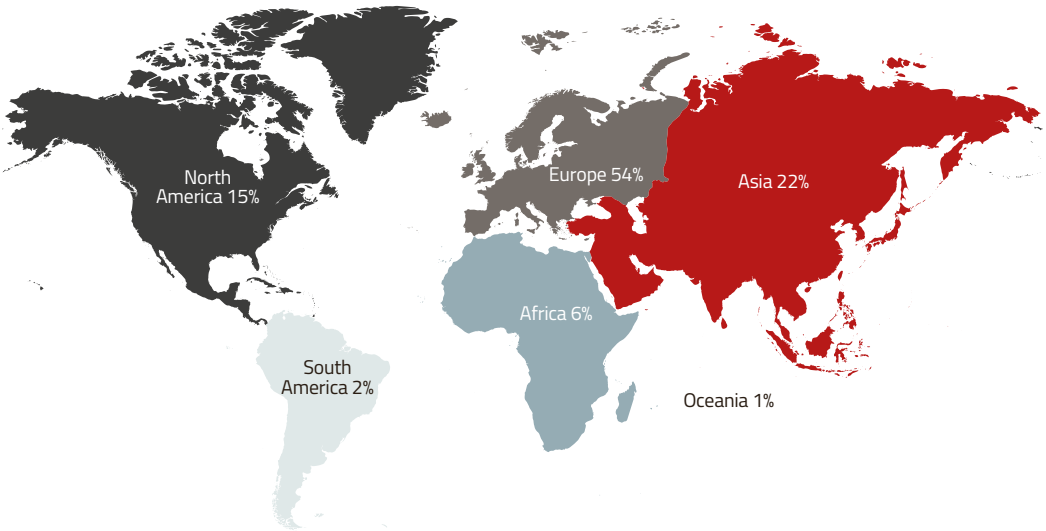 North
America 15%
Europe 54%
Asia 22%
Africa 6%
South
America 2%
Oceania 1%